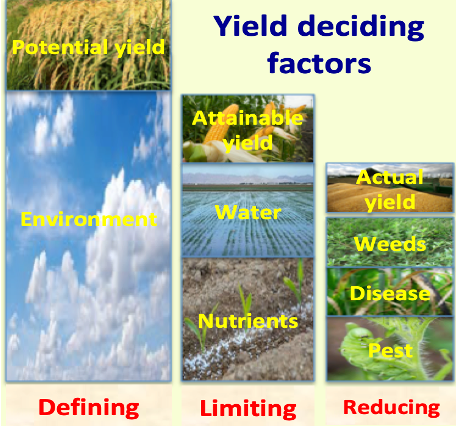 Yield deciding
factors
Potential yield
Environment
Defining
Attainable
yield
Water
Nutrients
Limiting
Actual
yield
Weeds
Disease
Pest
Reducing